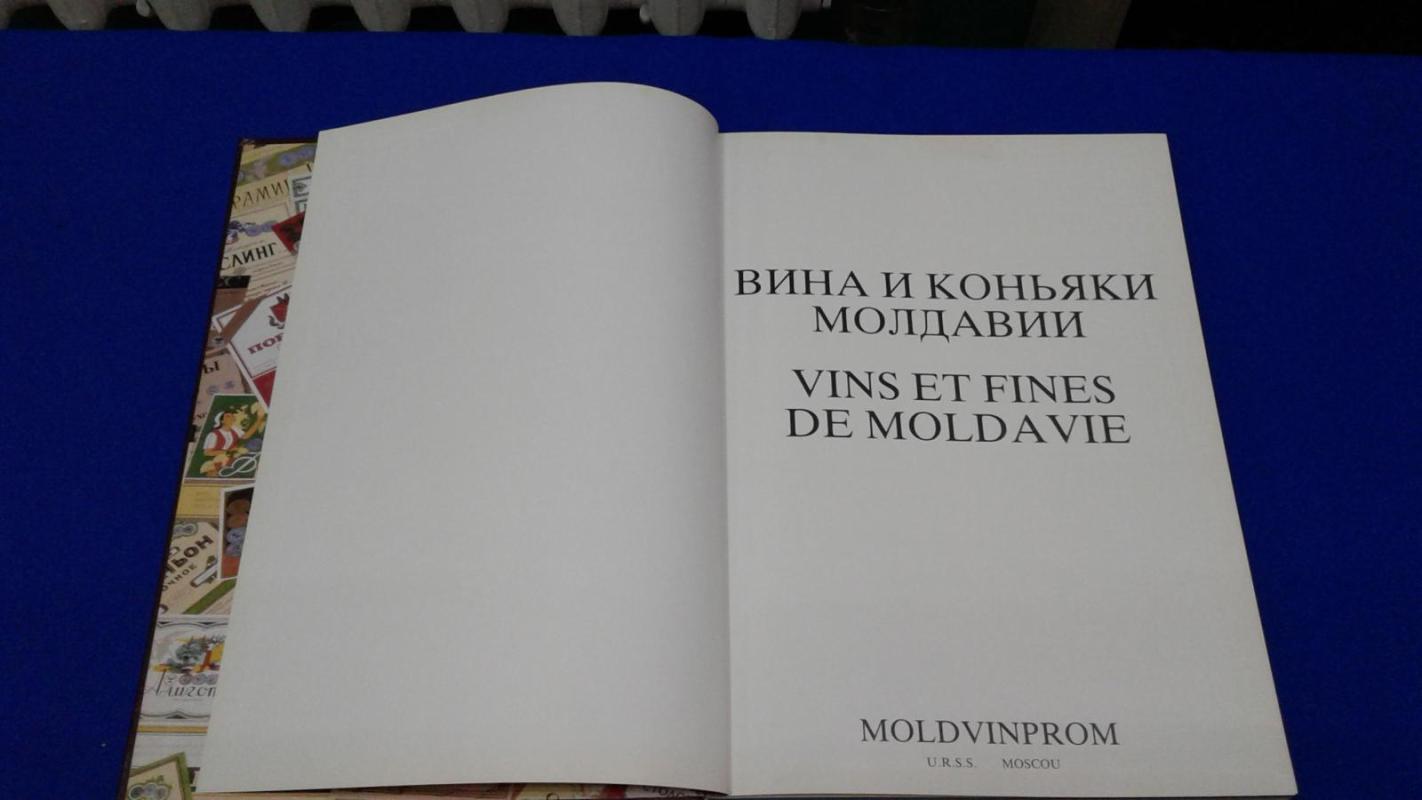 ВИНА И КОНЬЯКИ
МОЛДАВИИ
VINS ET FINES
DE MOLDAVIE
MOLDVINPROM
U.R.S.S. MOSCOU